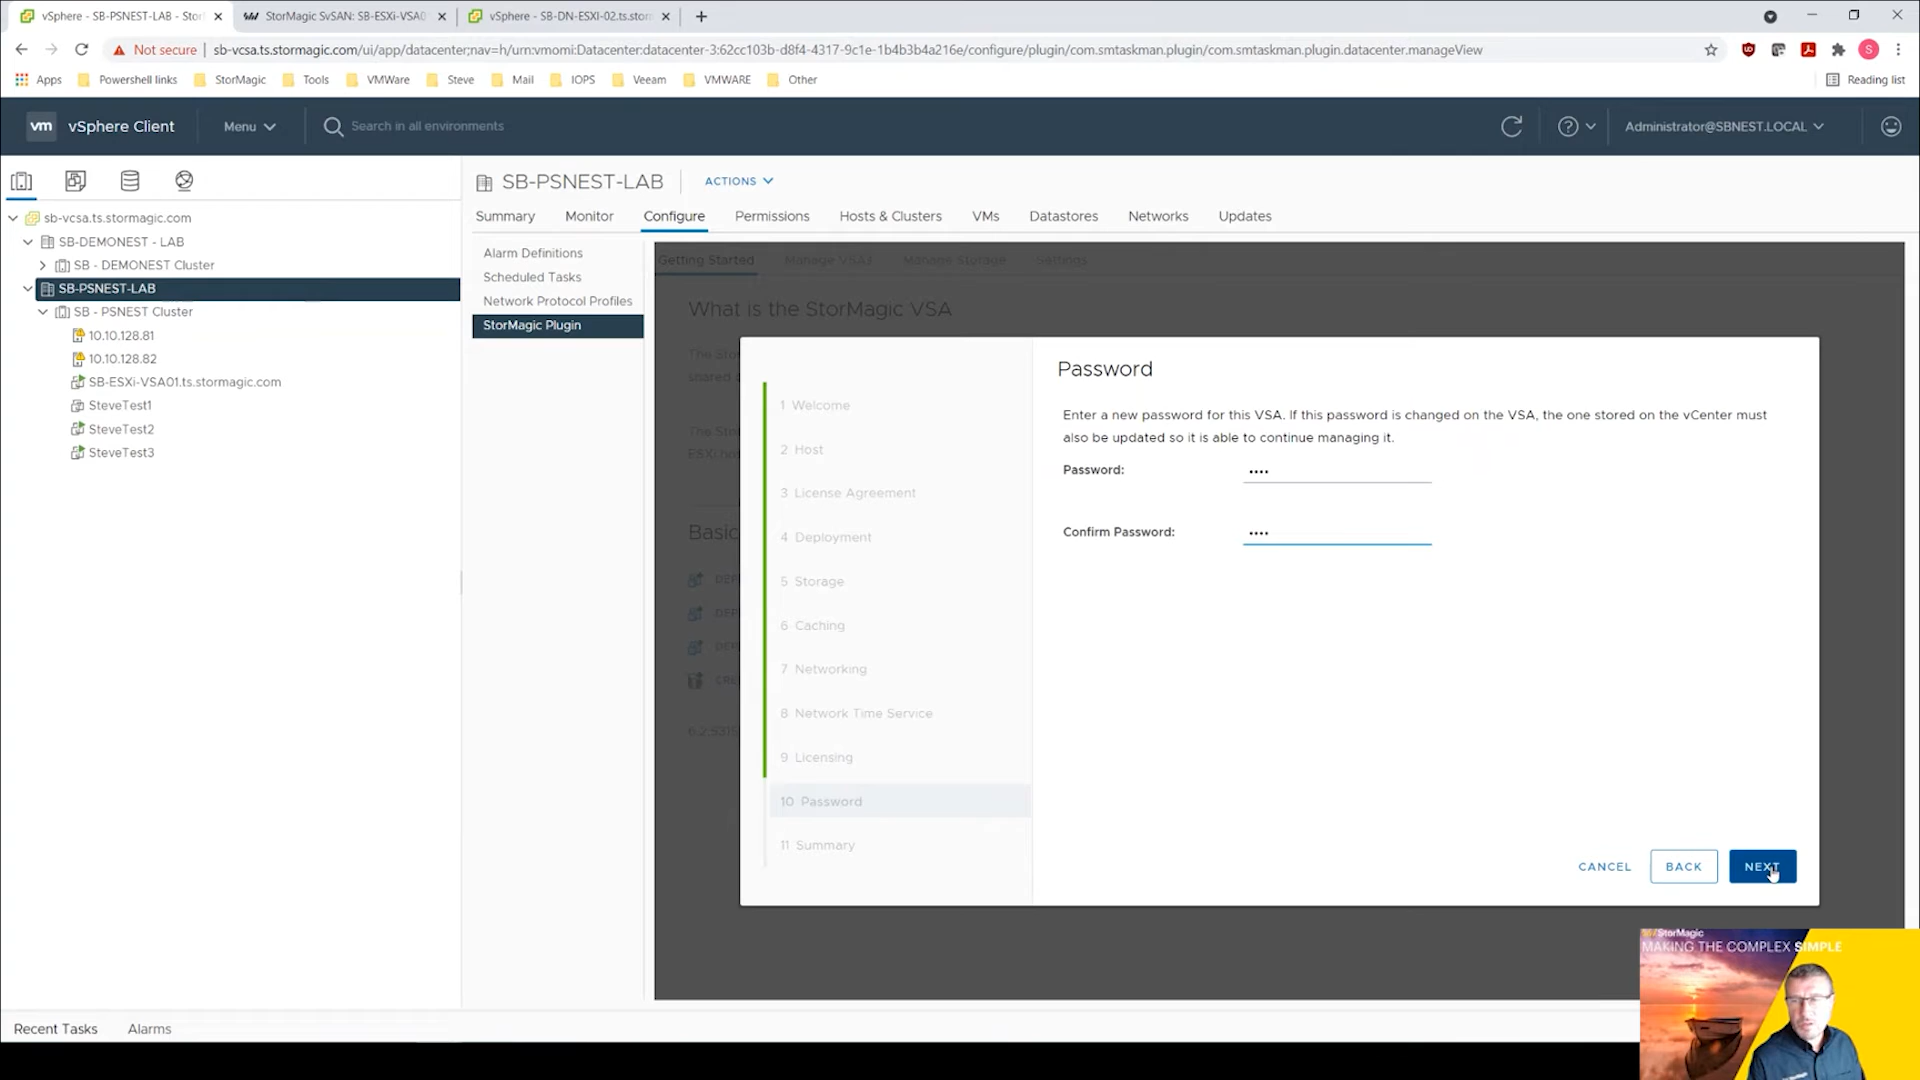 vSphere - SB-PSNEST-LAB - Stor
StorMagic SvSAN: SB-ESXi-VSA0
vSphere - SB-DN-ESXI-02.ts.storm
Not secure
sb-vcsa.ts.stormagic.com/ui/app/datacenter;nav=h/urn:vmomi:Datacenter:datacenter-3:62cc103b-d8f4-4317-9c1e-1b4b3b4a216e/configure/plugin/com.smtaskman.plugin/com.smtaskman.plugin.datacenter.manageView
S
Apps
Powershell links
StorMagic
Tools
VMWare
Steve
Mail
IOPS
Veeam
VMWARE
Other
Reading list
vm
vSphere Client
Menu
Search in all environments
Administrator@SBNEST.LOCAL
sb-vcsa.ts.stormagic.com
SB-DEMONEST - LAB
SB - DEMONEST Cluster
SB-PSNEST-LAB
SB - PSNEST Cluster
10.10.128.81
10.10.128.82
SB-ESXi-VSA01.ts.stormagic.com
SteveTest1
SteveTest2
SteveTest3
SB-PSNEST-LAB
ACTIONS
Summary
Monitor
Configure
Permissions
Hosts & Clusters
VMs
Datastores
Networks
Updates
Alarm Definitions
Scheduled Tasks
Network Protocol Profiles
StorMagic Plugin
Getting Started
Manage VSAs
Manage Storage
Settings
What is the StorMagic VSA
The Stor
shared
The Stor
ESXi
Basic
DEP
DEP
DEP
CRE
1 Welcome
2 Host
3 License Agreement
4 Deployment
5 Storage
6 Caching
7 Networking
8 Network Time Service
9 Licensing
10 Password
11 Summary
Password
Enter a new password for this VSA. If this password is changed on the VSA, the one stored on the vCenter must
also be updated so it is able to continue managing it.
Password:
••••
Confirm Password:
••••
CANCEL
BACK
NEXT
Recent Tasks
Alarms
StorMagic
MAKING THE COMPLEX SIMPLE